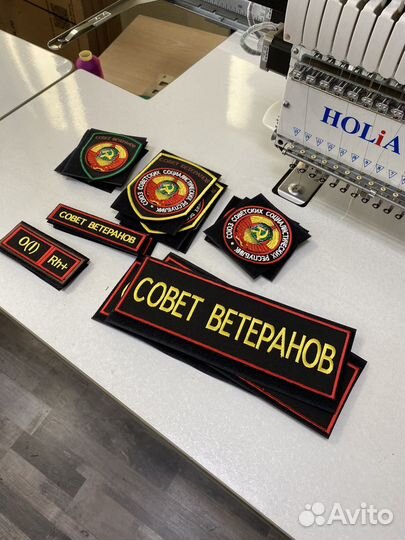 HOLiA
СОВЕТ ВЕТЕРАНОВ
СОЮЗ СОВЕТСКИХ СОЦИАЛИСТИЧЕСКИХ РЕСПУБЛИК
СОЮЗ СОВЕТСКИХ СОЦИАЛИСТИЧЕСКИХ РЕСПУБЛИК
СОВЕТ ВЕТЕРАНОВ
O(I) Rh+
СОВЕТ ВЕТЕРАНОВ
Avito